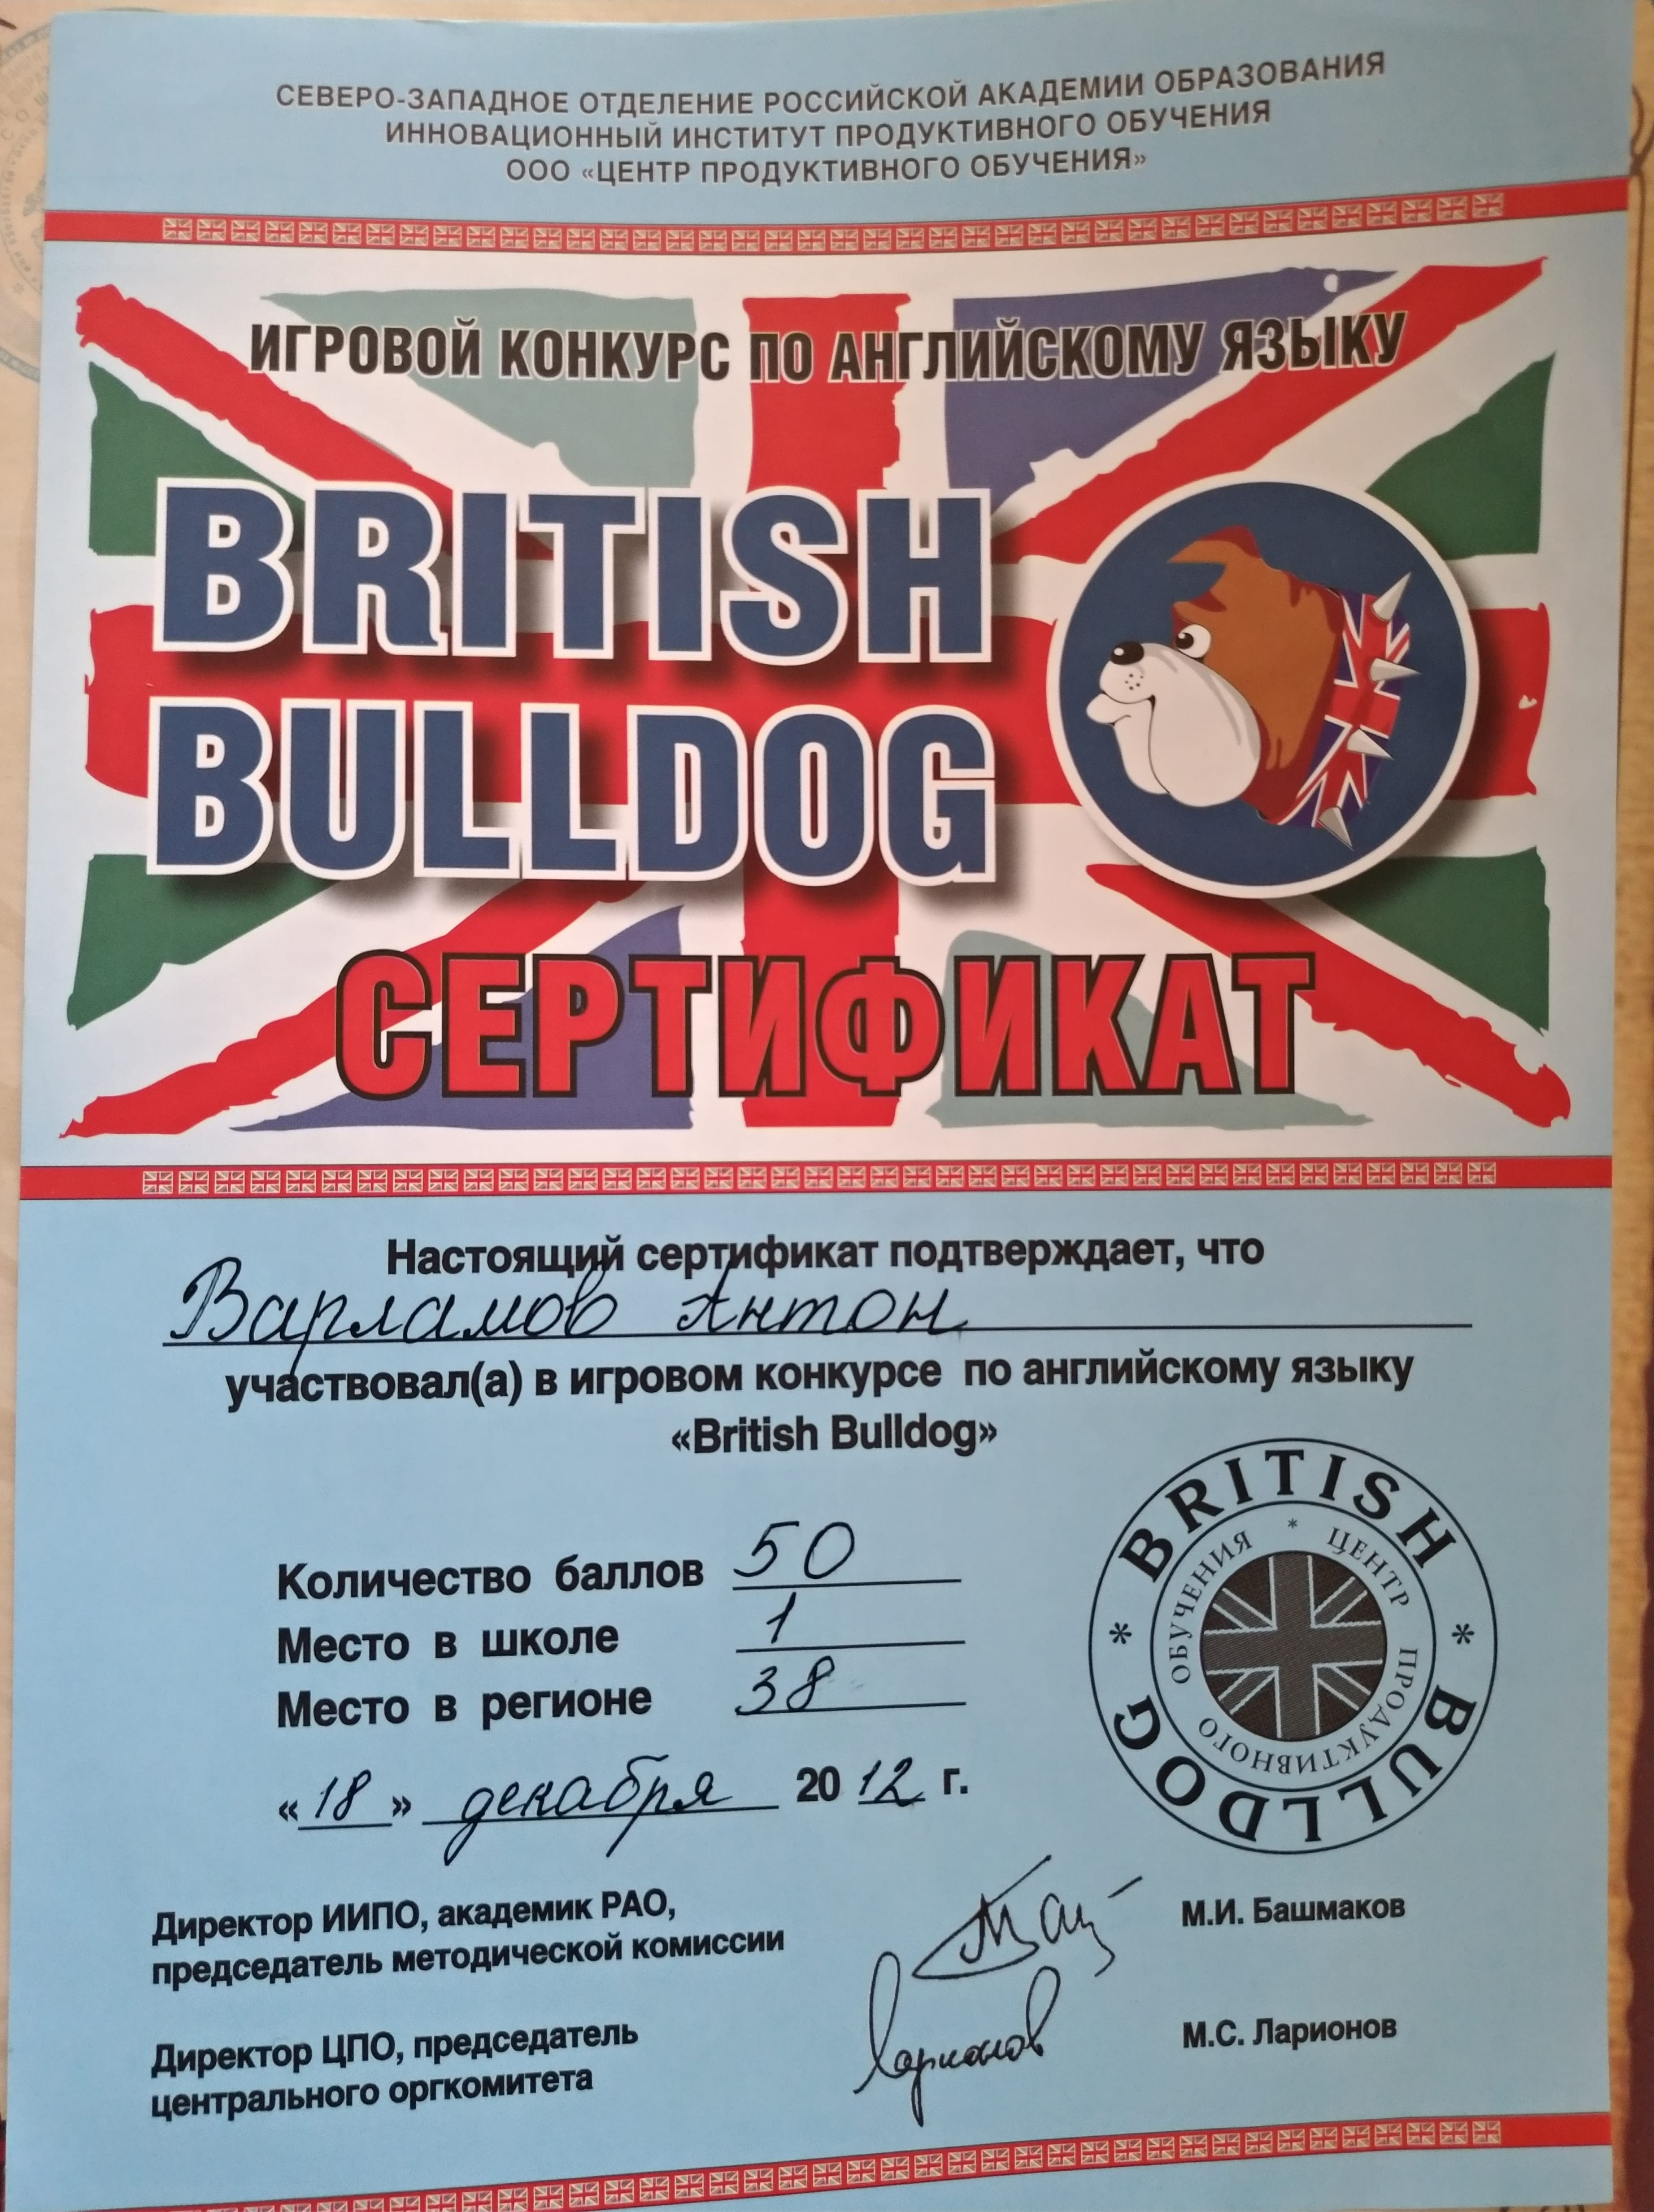 СЕВЕРО-ЗАПАДНОЕ ОТДЕЛЕНИЕ РОССИЙСКОЙ АКАДЕМИИ ОБРАЗОВАНИЯ
ИННОВАЦИОННЫЙ ИНСТИТУТ ПРОДУКТИВНОГО ОБУЧЕНИЯ
ООО «ЦЕНТР ПРОДУКТИВНОГО ОБУЧЕНИЯ»
ИГРОВОЙ КОНКУРС ПО АНГЛИЙСКОМУ ЯЗЫКУ
BRITISH
BULLDOG
СЕРТИФИКАТ
Настоящий сертификат подтверждает, что
Варламов Антон
участвовал(а) в игровом конкурсе по английскому языку
«British Bulldog»
Количество баллов 50
Место в школе 1
Место в регионе 38
«18» декабря 2012 г.
BRITISH * BULLDOG *
* ЦЕНТР ПРОДУКТИВНОГО ОБУЧЕНИЯ
Директор ИИПО, академик РАО,
председатель методической комиссии
М.И. Башмаков
Директор ЦПО, председатель
центрального оргкомитета
Ларионов
М.С. Ларионов